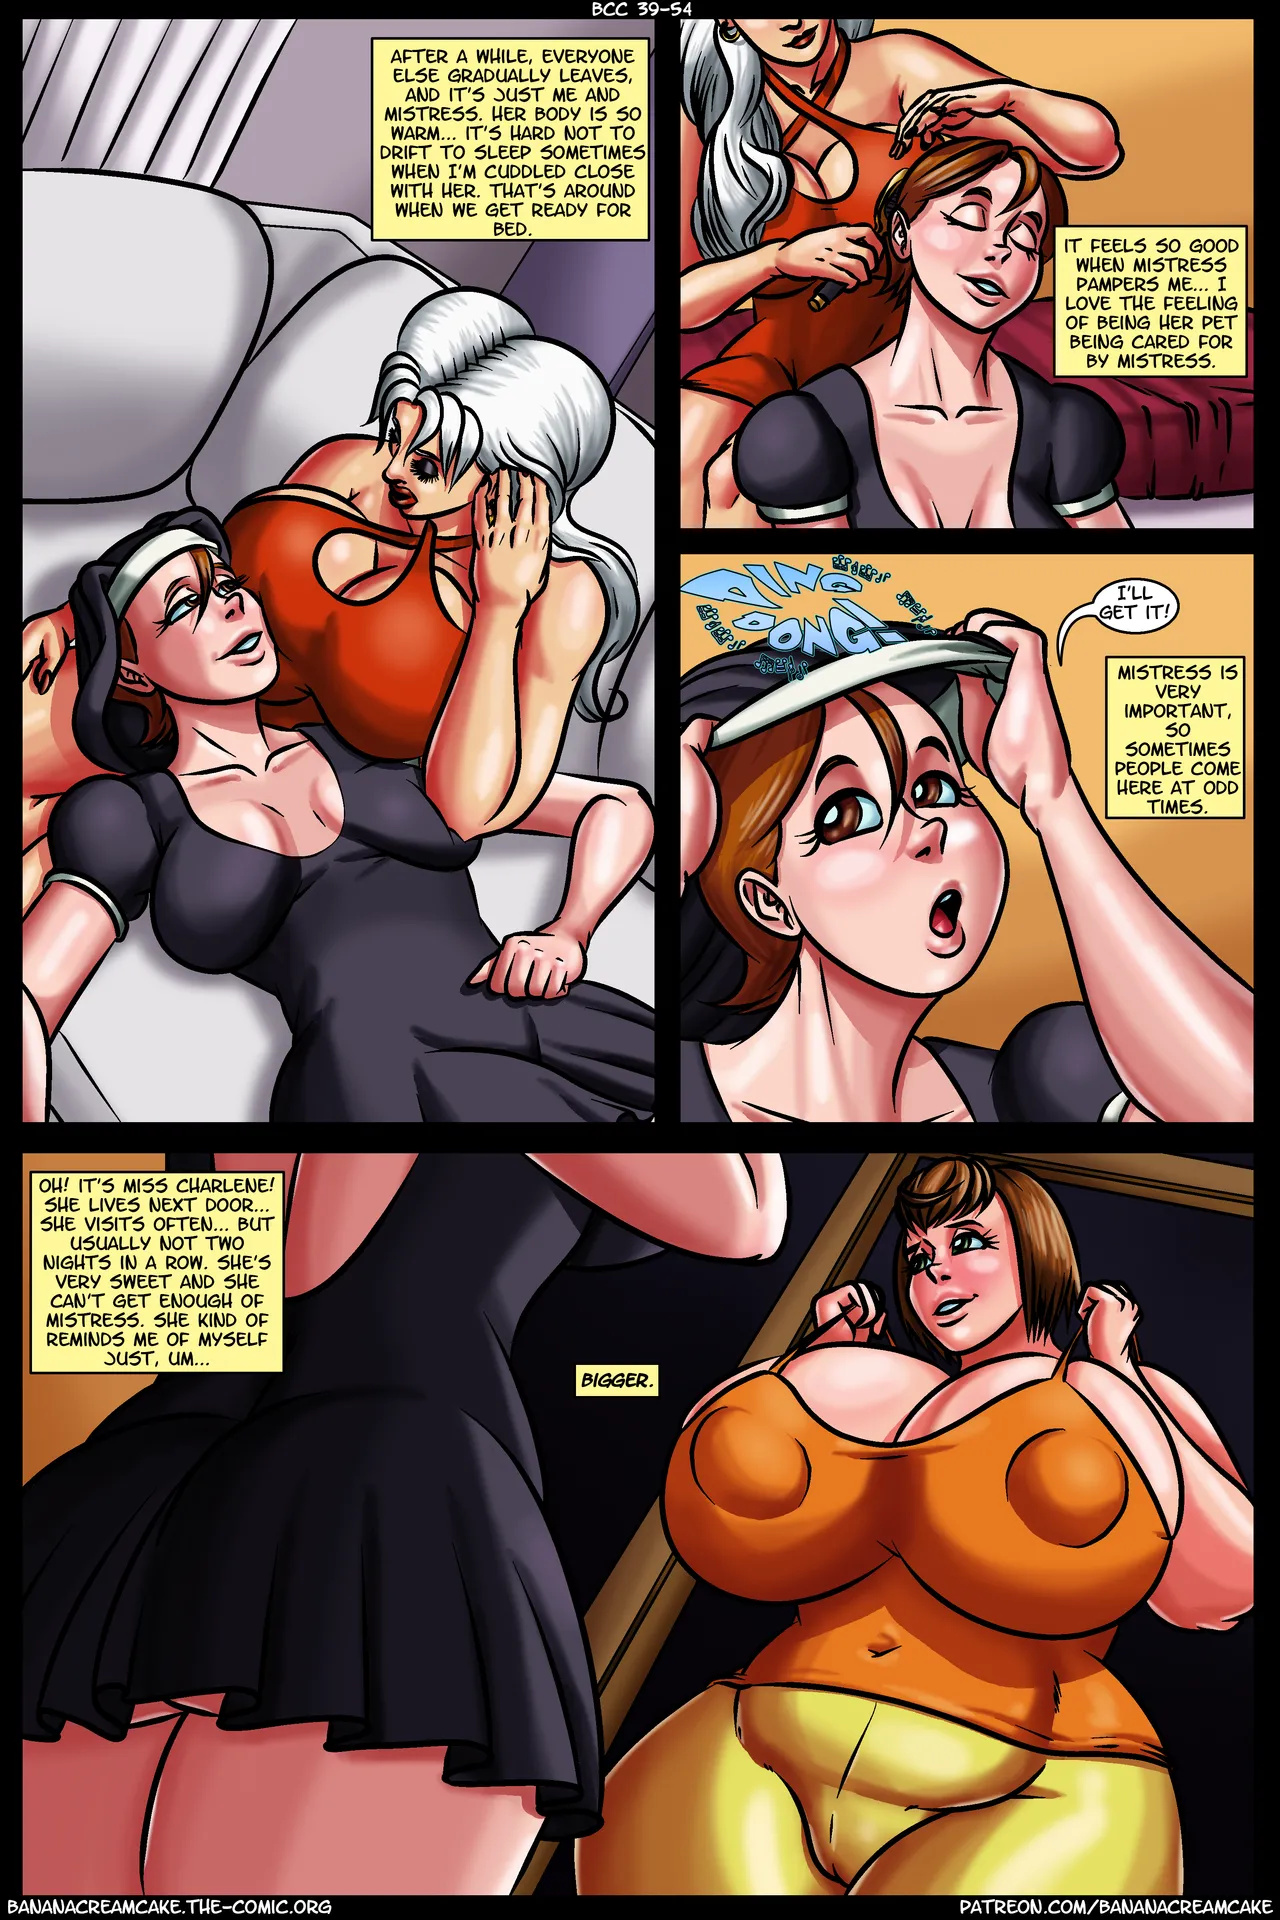 BCC 39-54
AFTER A WHILE, EVERYONE
ELSE GRADUALLY LEAVES,
AND IT'S JUST ME AND
MISTRESS. HER BODY IS SO
WARM... IT'S HARD NOT TO
DRIFT TO SLEEP SOMETIMES
WHEN I'M CUDDLED CLOSE
WITH HER. THAT'S AROUND
WHEN WE GET READY FOR
BED.
IT FEELS SO GOOD
WHEN MISTRESS
PAMPERS ME... I
LOVE THE FEELING
OF BEING HER PET
BEING CARED FOR
BY MISTRESS.
DING
DONG!
I'LL
GET IT!
MISTRESS IS
VERY
IMPORTANT,
SO
SOMETIMES
PEOPLE COME
HERE AT ODD
TIMES.
OH! IT'S MISS CHARLENE!
SHE LIVES NEXT DOOR...
SHE VISITS OFTEN... BUT
USUALLY NOT TWO
NIGHTS IN A ROW. SHE'S
VERY SWEET AND SHE
CAN'T GET ENOUGH OF
MISTRESS. SHE KIND OF
REMINDS ME OF MYSELF
JUST, UM...
BIGGER.
BANANACREAMCAKE.THE-COMIC.ORG
PATREON.COM/BANANACREAMCAKE